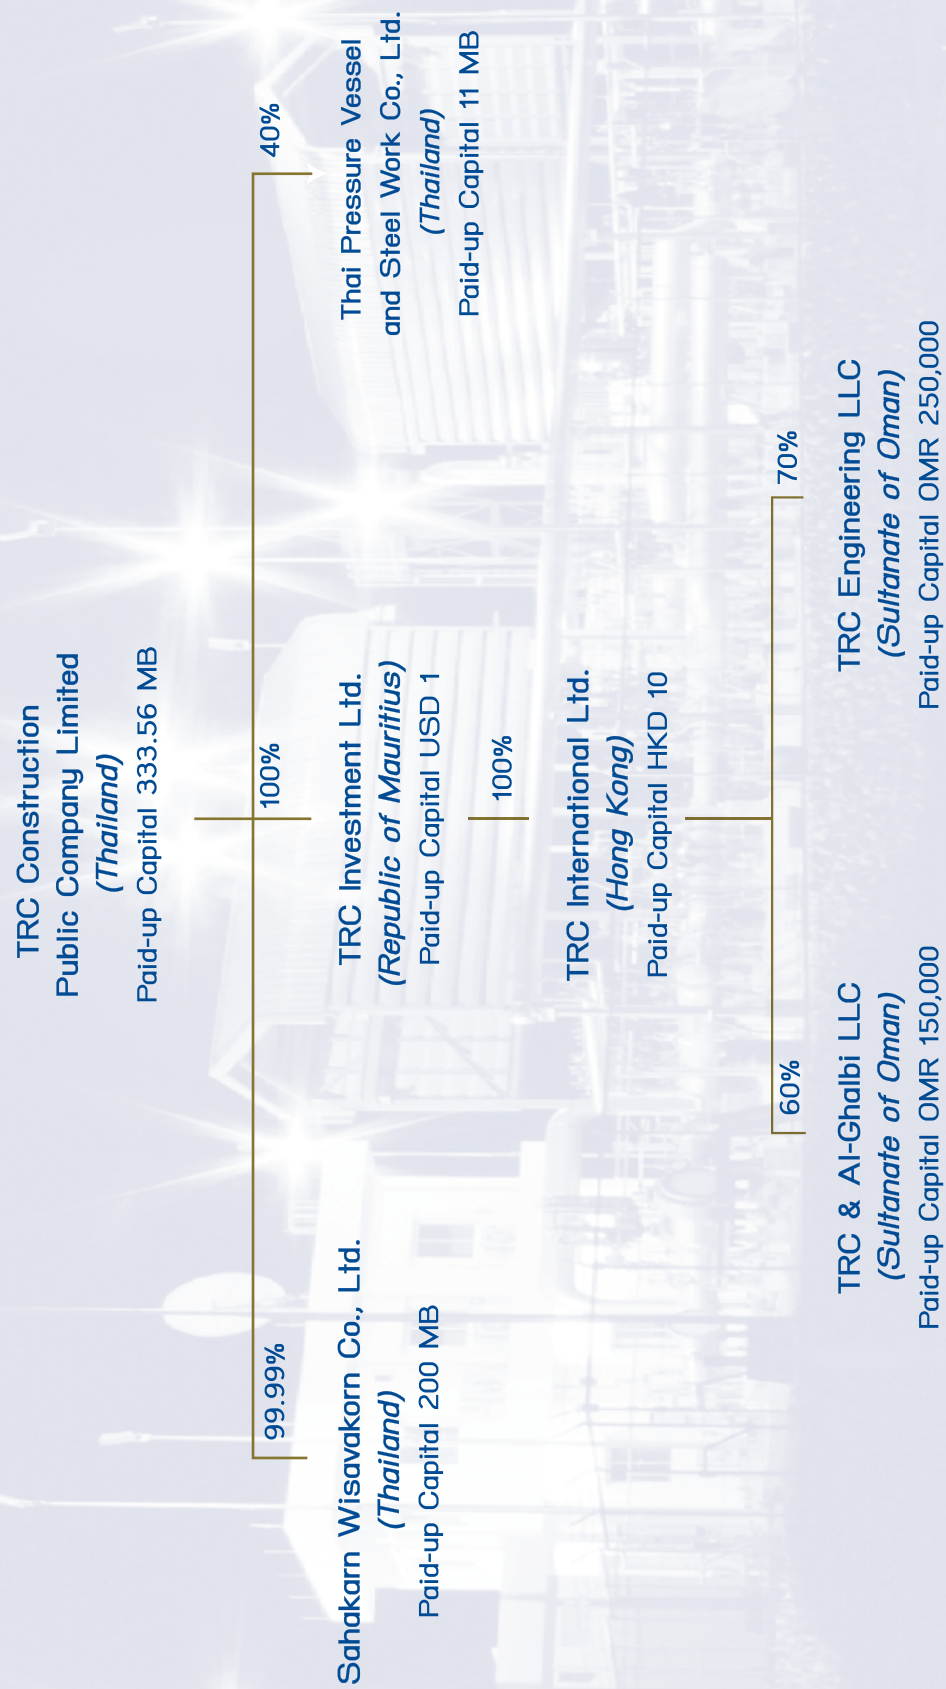 TRC Construction
Public Company Limited
(Thailand)
Paid-up Capital 333.56 MB
99.99%
100%
40%
Sahakarn Wisavakorn Co., Ltd.
(Thailand)
Paid-up Capital 200 MB
TRC Investment Ltd.
(Republic of Mauritius)
Paid-up Capital USD 1
Thai Pressure Vessel
and Steel Work Co., Ltd.
(Thailand)
Paid-up Capital 11 MB
100%
TRC International Ltd.
(Hong Kong)
Paid-up Capital HKD 10
60%
70%
TRC & Al-Ghalbi LLC
(Sultanate of Oman)
Paid-up Capital OMR 150,000
TRC Engineering LLC
(Sultanate of Oman)
Paid-up Capital OMR 250,000